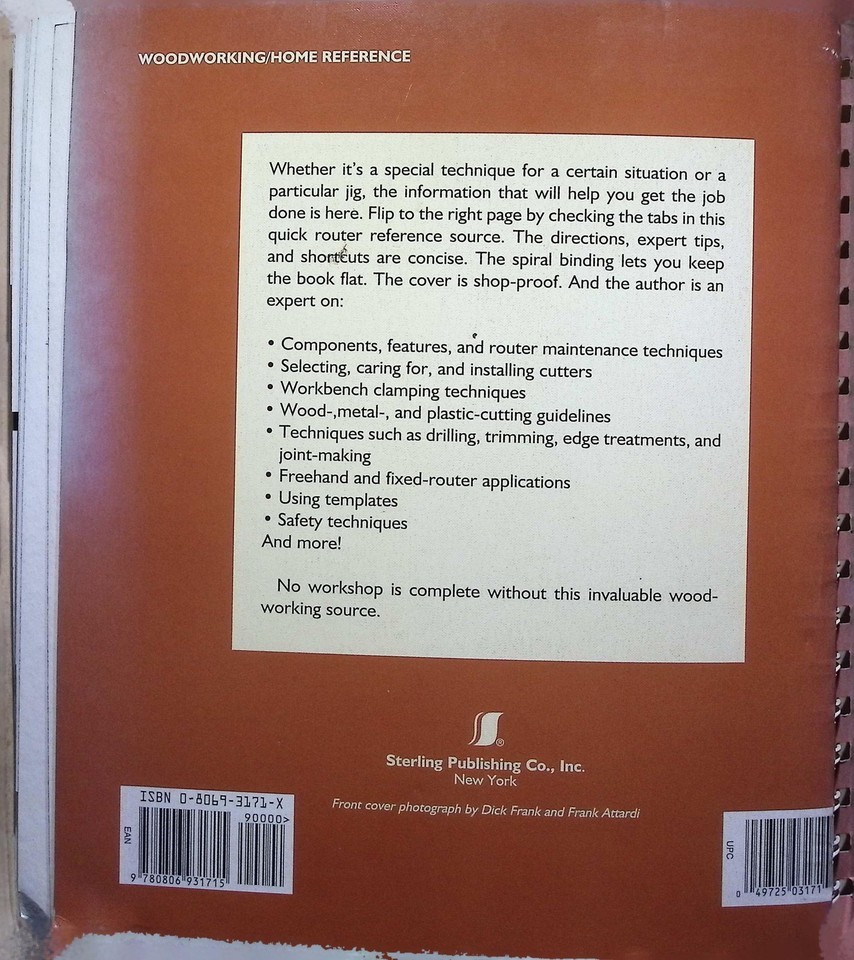 WOODWORKING/HOME REFERENCE
Whether it's a special technique for a certain situation or a
particular jig, the information that will help you get the job
done is here. Flip to the right page by checking the tabs in this
quick router reference source. The directions, expert tips,
and shortcuts are concise. The spiral binding lets you keep
the book flat. The cover is shop-proof. And the author is an
expert on:
• Components, features, and router maintenance techniques
• Selecting, caring for, and installing cutters
• Workbench clamping techniques
• Wood-,metal-, and plastic-cutting guidelines
• Techniques such as drilling, trimming, edge treatments, and
joint-making
• Freehand and fixed-router applications
• Using templates
• Safety techniques
And more!
No workshop is complete without this invaluable wood-
working source.
®
Sterling Publishing Co., Inc.
New York
Front cover photograph by Dick Frank and Frank Attardi
ISBN 0-8069-3171-X
90000>
EAN
9 780806 931715
UPC
0 49725 03171